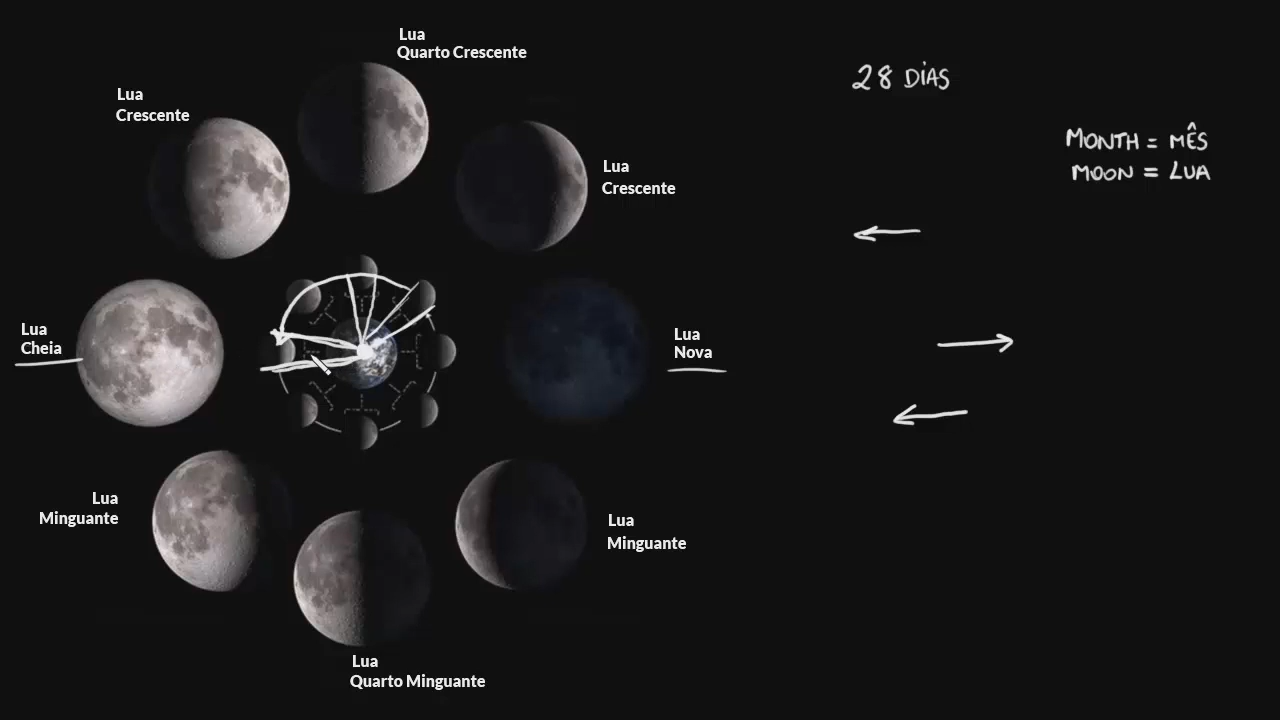 Lua
Quarto Crescente
28 DIAS
Lua
Crescente
MONTH = MÊS
MOON = LUA
Lua
Crescente
Lua
Cheia
Lua
Nova
Lua
Minguante
Lua
Minguante
Lua
Quarto Minguante